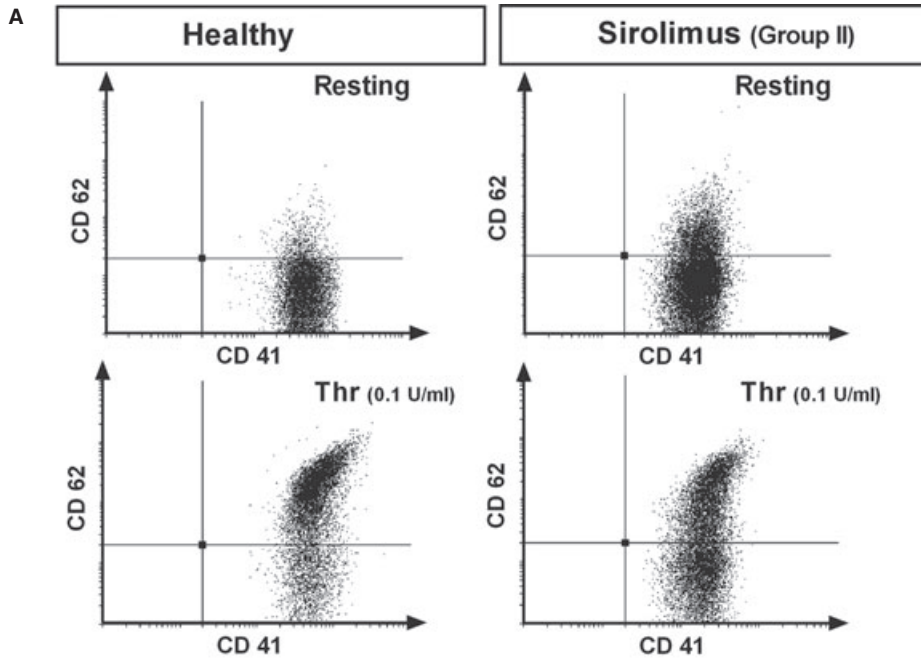 A
Healthy
Sirolimus (Group II)
Resting
CD 62
CD 41
Resting
CD 62
CD 41
Thr (0.1 U/ml)
CD 62
CD 41
Thr (0.1 U/ml)
CD 62
CD 41